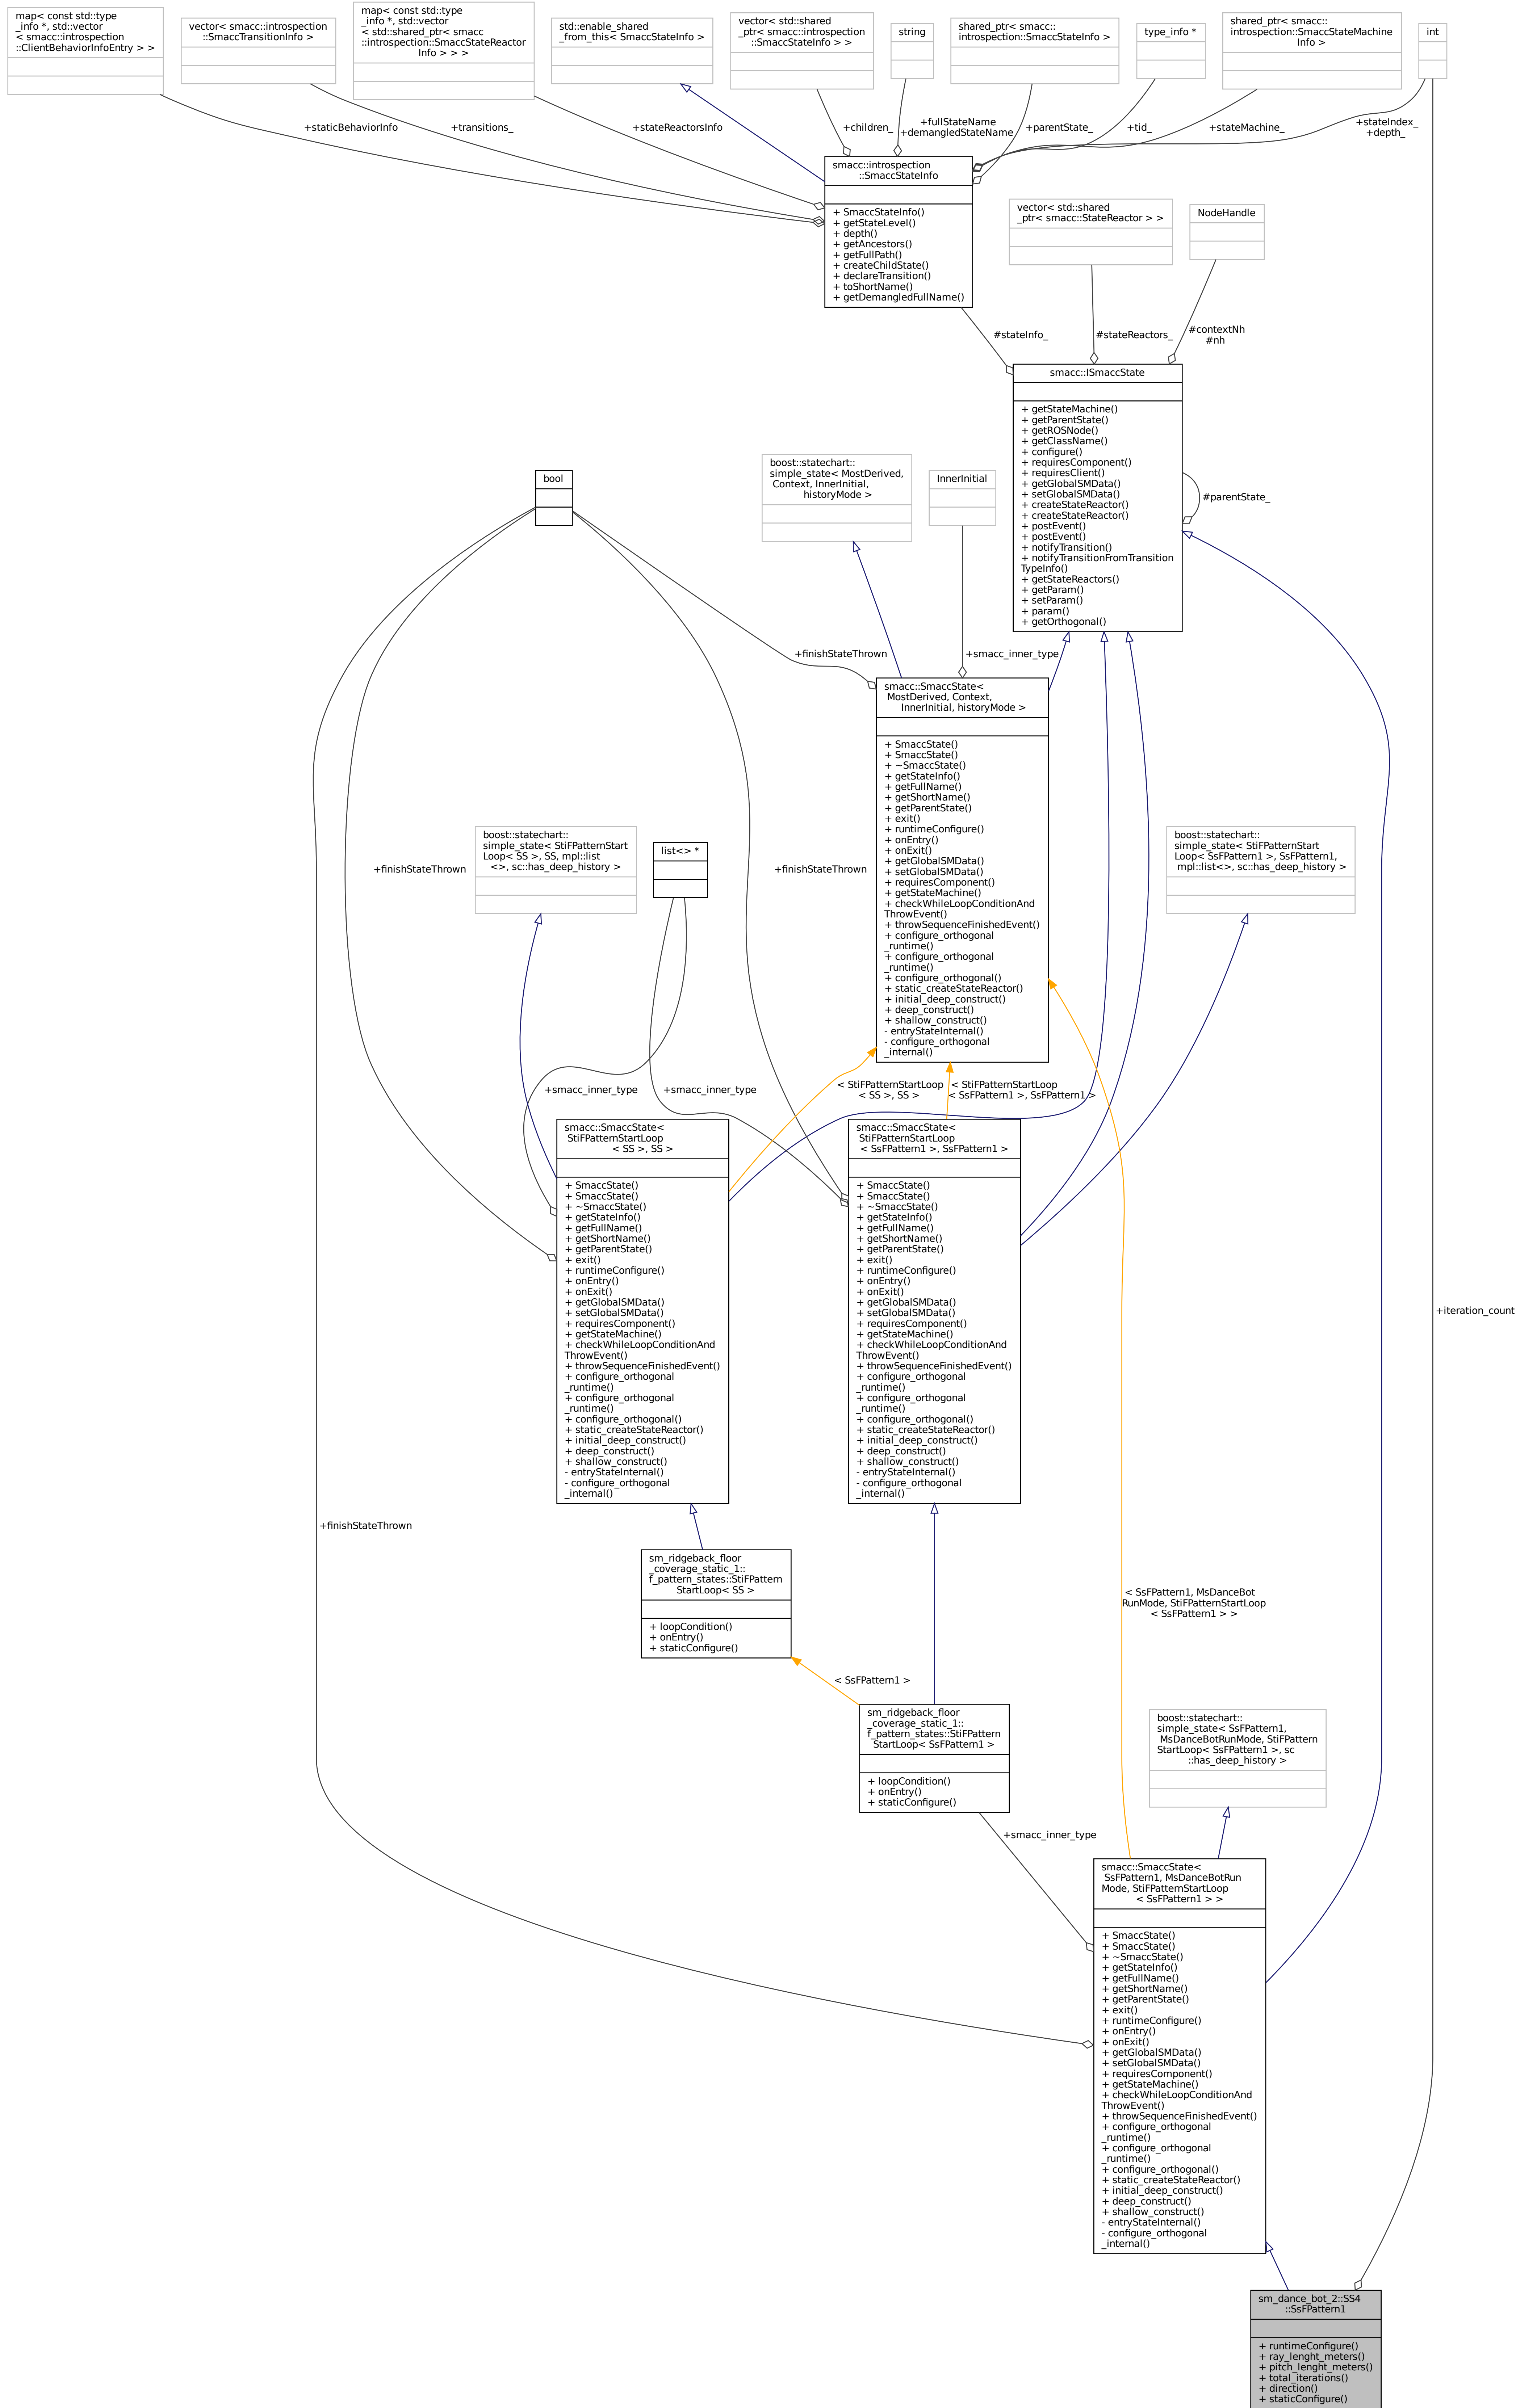 map< const std::type
_info *, std::vector
< smacc::introspection
::ClientBehaviorInfoEntry > >
vector< smacc::introspection
::SmaccTransitionInfo >
map< const std::type
_info *, std::vector
< std::shared_ptr< smacc
::introspection::SmaccStateReactor
Info > > >
std::enable_shared
_from_this< SmaccStateInfo >
vector< std::shared
_ptr< smacc::introspection
::SmaccStateInfo > >
string
shared_ptr< smacc::
introspection::SmaccStateInfo >
type_info *
shared_ptr< smacc::
introspection::SmaccStateMachine
Info >
int
+staticBehaviorInfo
+transitions_
+stateReactorsInfo
+children_
+fullStateName
+demangledStateName
+parentState_
+tid_
+stateMachine_
+stateIndex_
+depth_
smacc::introspection
::SmaccStateInfo
+ SmaccStateInfo()
+ getStateLevel()
+ depth()
+ getAncestors()
+ getFullPath()
+ createChildState()
+ declareTransition()
+ toShortName()
+ getDemangledFullName()
vector< std::shared
_ptr< smacc::StateReactor > >
NodeHandle
#stateInfo_
#stateReactors_
#contextNh
#nh
smacc::ISmaccState
+ getStateMachine()
+ getParentState()
+ getROSNode()
+ getClassName()
+ configure()
+ requiresComponent()
+ requiresClient()
+ getGlobalSMData()
+ setGlobalSMData()
+ createStateReactor()
+ createStateReactor()
+ postEvent()
+ postEvent()
+ notifyTransition()
+ notifyTransitionFromTransition
TypeInfo()
+ getStateReactors()
+ getParam()
+ setParam()
+ param()
+ getOrthogonal()
#parentState_
bool
boost::statechart::
simple_state< MostDerived,
Context, InnerInitial,
historyMode >
InnerInitial
+finishStateThrown
+smacc_inner_type
smacc::SmaccState<
MostDerived, Context,
InnerInitial, historyMode >
+ SmaccState()
+ SmaccState()
+ ~SmaccState()
+ getStateInfo()
+ getFullName()
+ getShortName()
+ getParentState()
+ exit()
+ runtimeConfigure()
+ onEntry()
+ onExit()
+ getGlobalSMData()
+ setGlobalSMData()
+ requiresComponent()
+ getStateMachine()
+ checkWhileLoopConditionAnd
ThrowEvent()
+ throwSequenceFinishedEvent()
+ configure_orthogonal
_runtime()
+ configure_orthogonal
_runtime()
+ configure_orthogonal()
+ static_createStateReactor()
+ initial_deep_construct()
+ deep_construct()
+ shallow_construct()
- entryStateInternal()
- configure_orthogonal
_internal()
boost::statechart::
simple_state< StiFPatternStart
Loop< SS >, SS, mpl::list
<>, sc::has_deep_history >
list<> *
boost::statechart::
simple_state< StiFPatternStart
Loop< SsFPattern1 >, SsFPattern1,
mpl::list<>, sc::has_deep_history >
+finishStateThrown
+finishStateThrown
+smacc_inner_type
+smacc_inner_type
< StiFPatternStartLoop
< SS >, SS >
< StiFPatternStartLoop
< SsFPattern1 >, SsFPattern1 >
smacc::SmaccState<
StiFPatternStartLoop
< SS >, SS >
+ SmaccState()
+ SmaccState()
+ ~SmaccState()
+ getStateInfo()
+ getFullName()
+ getShortName()
+ getParentState()
+ exit()
+ runtimeConfigure()
+ onEntry()
+ onExit()
+ getGlobalSMData()
+ setGlobalSMData()
+ requiresComponent()
+ getStateMachine()
+ checkWhileLoopConditionAnd
ThrowEvent()
+ throwSequenceFinishedEvent()
+ configure_orthogonal
_runtime()
+ configure_orthogonal
_runtime()
+ configure_orthogonal()
+ static_createStateReactor()
+ initial_deep_construct()
+ deep_construct()
+ shallow_construct()
- entryStateInternal()
- configure_orthogonal
_internal()
smacc::SmaccState<
StiFPatternStartLoop
< SsFPattern1 >, SsFPattern1 >
+ SmaccState()
+ SmaccState()
+ ~SmaccState()
+ getStateInfo()
+ getFullName()
+ getShortName()
+ getParentState()
+ exit()
+ runtimeConfigure()
+ onEntry()
+ onExit()
+ getGlobalSMData()
+ setGlobalSMData()
+ requiresComponent()
+ getStateMachine()
+ checkWhileLoopConditionAnd
ThrowEvent()
+ throwSequenceFinishedEvent()
+ configure_orthogonal
_runtime()
+ configure_orthogonal
_runtime()
+ configure_orthogonal()
+ static_createStateReactor()
+ initial_deep_construct()
+ deep_construct()
+ shallow_construct()
- entryStateInternal()
- configure_orthogonal
_internal()
+iteration_count
+finishStateThrown
sm_ridgeback_floor
_coverage_static_1::
f_pattern_states::StiFPattern
StartLoop< SS >
+ loopCondition()
+ onEntry()
+ staticConfigure()
< SsFPattern1, MsDanceBot
RunMode, StiFPatternStartLoop
< SsFPattern1 > >
< SsFPattern1 >
sm_ridgeback_floor
_coverage_static_1::
f_pattern_states::StiFPattern
StartLoop< SsFPattern1 >
+ loopCondition()
+ onEntry()
+ staticConfigure()
boost::statechart::
simple_state< SsFPattern1,
MsDanceBotRunMode, StiFPattern
StartLoop< SsFPattern1 >, sc
::has_deep_history >
+smacc_inner_type
smacc::SmaccState<
SsFPattern1, MsDanceBotRun
Mode, StiFPatternStartLoop
< SsFPattern1 > >
+ SmaccState()
+ SmaccState()
+ ~SmaccState()
+ getStateInfo()
+ getFullName()
+ getShortName()
+ getParentState()
+ exit()
+ runtimeConfigure()
+ onEntry()
+ onExit()
+ getGlobalSMData()
+ setGlobalSMData()
+ requiresComponent()
+ getStateMachine()
+ checkWhileLoopConditionAnd
ThrowEvent()
+ throwSequenceFinishedEvent()
+ configure_orthogonal
_runtime()
+ configure_orthogonal
_runtime()
+ configure_orthogonal()
+ static_createStateReactor()
+ initial_deep_construct()
+ deep_construct()
+ shallow_construct()
- entryStateInternal()
- configure_orthogonal
_internal()
sm_dance_bot_2::SS4
::SsFPattern1
+ runtimeConfigure()
+ ray_lenght_meters()
+ pitch_lenght_meters()
+ total_iterations()
+ direction()
+ staticConfigure()